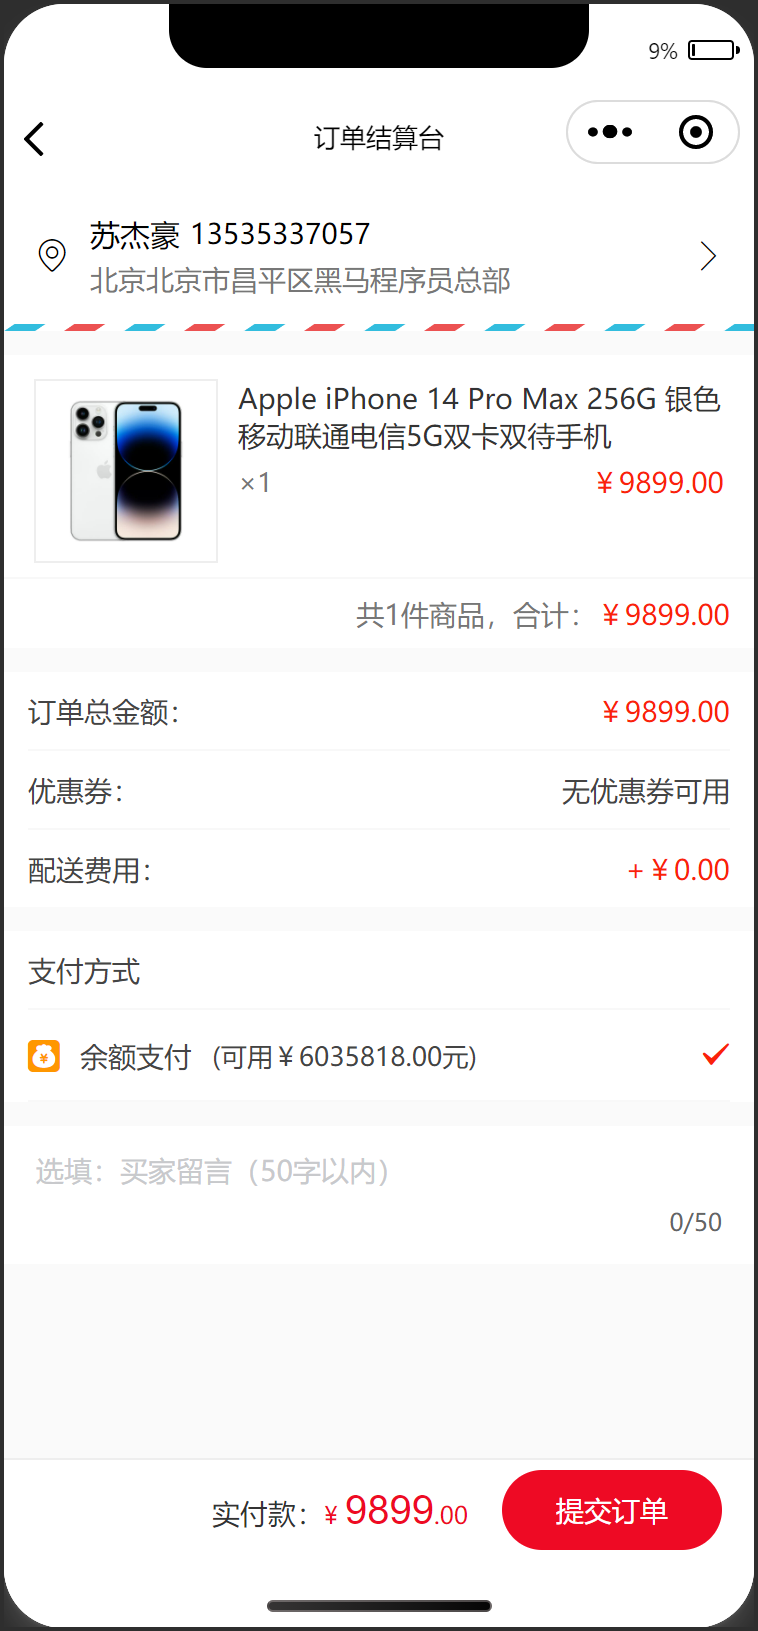 9%
订单结算台
苏杰豪 13535337057
北京北京市昌平区黑马程序员总部
Apple iPhone 14 Pro Max 256G 银色
移动联通电信5G双卡双待手机
×1 ￥9899.00
共1件商品，合计：￥9899.00
订单总金额：￥9899.00
优惠券：无优惠券可用
配送费用：+￥0.00
支付方式
余额支付 (可用￥6035818.00元)
选填：买家留言（50字以内）
0/50
实付款：￥9899.00 提交订单